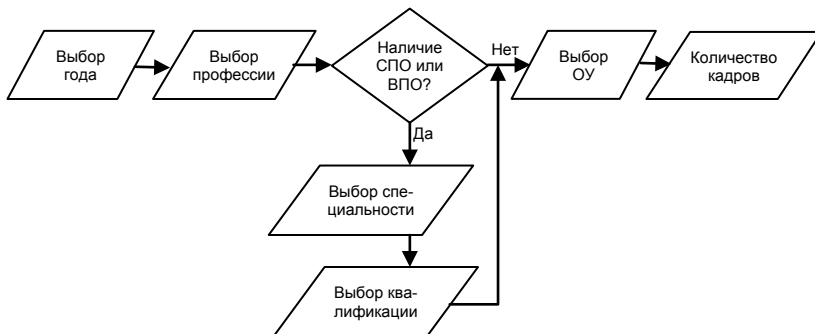 Выбор
года
Выбор
профессии
Наличие
СПО или
ВПО?
Нет
Выбор
ОУ
Количество
кадров
Да
Выбор спе-
циальности
Выбор ква-
лификации